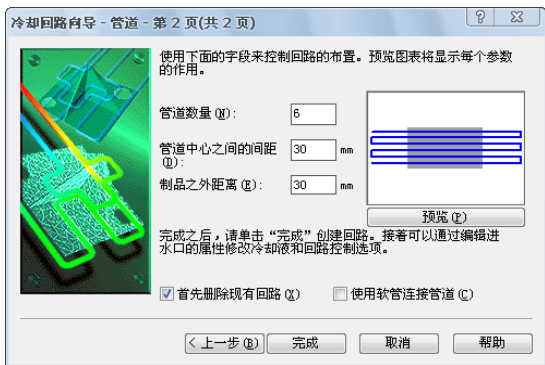 冷却回路向导 - 管道 - 第 2 页(共 2 页)
使用下面的字段来控制回路的布置。预览图表将显示每个参数
的作用。
管道数量(N): 6
管道中心之间的间距
(D): 30 mm
制品之外距离(E): 30 mm
预览(P)
完成之后,请单击“完成”创建回路。接着可以通过编辑进
水口的属性修改冷却液和回路控制选项。
首先删除现有回路(X) 使用软管连接管道(C)
< 上一步(B) 完成 取消 帮助